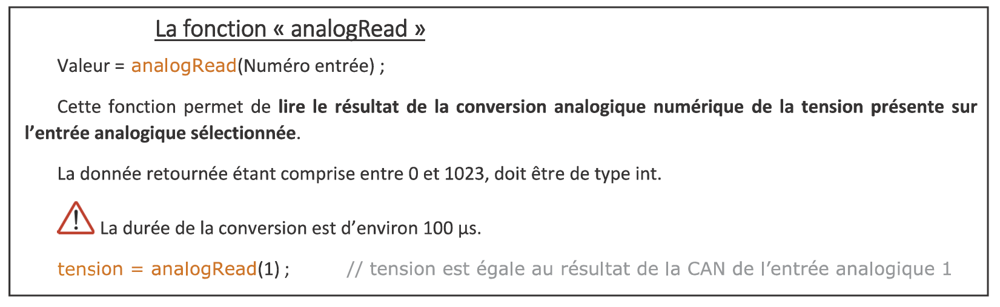 La fonction « analogRead »
Valeur = analogRead(Numéro entrée) ;
Cette fonction permet de lire le résultat de la conversion analogique numérique de la tension présente sur
l’entrée analogique sélectionnée.
La donnée retournée étant comprise entre 0 et 1023, doit être de type int.
La durée de la conversion est d’environ 100 µs.
tension = analogRead(1) ; // tension est égale au résultat de la CAN de l’entrée analogique 1